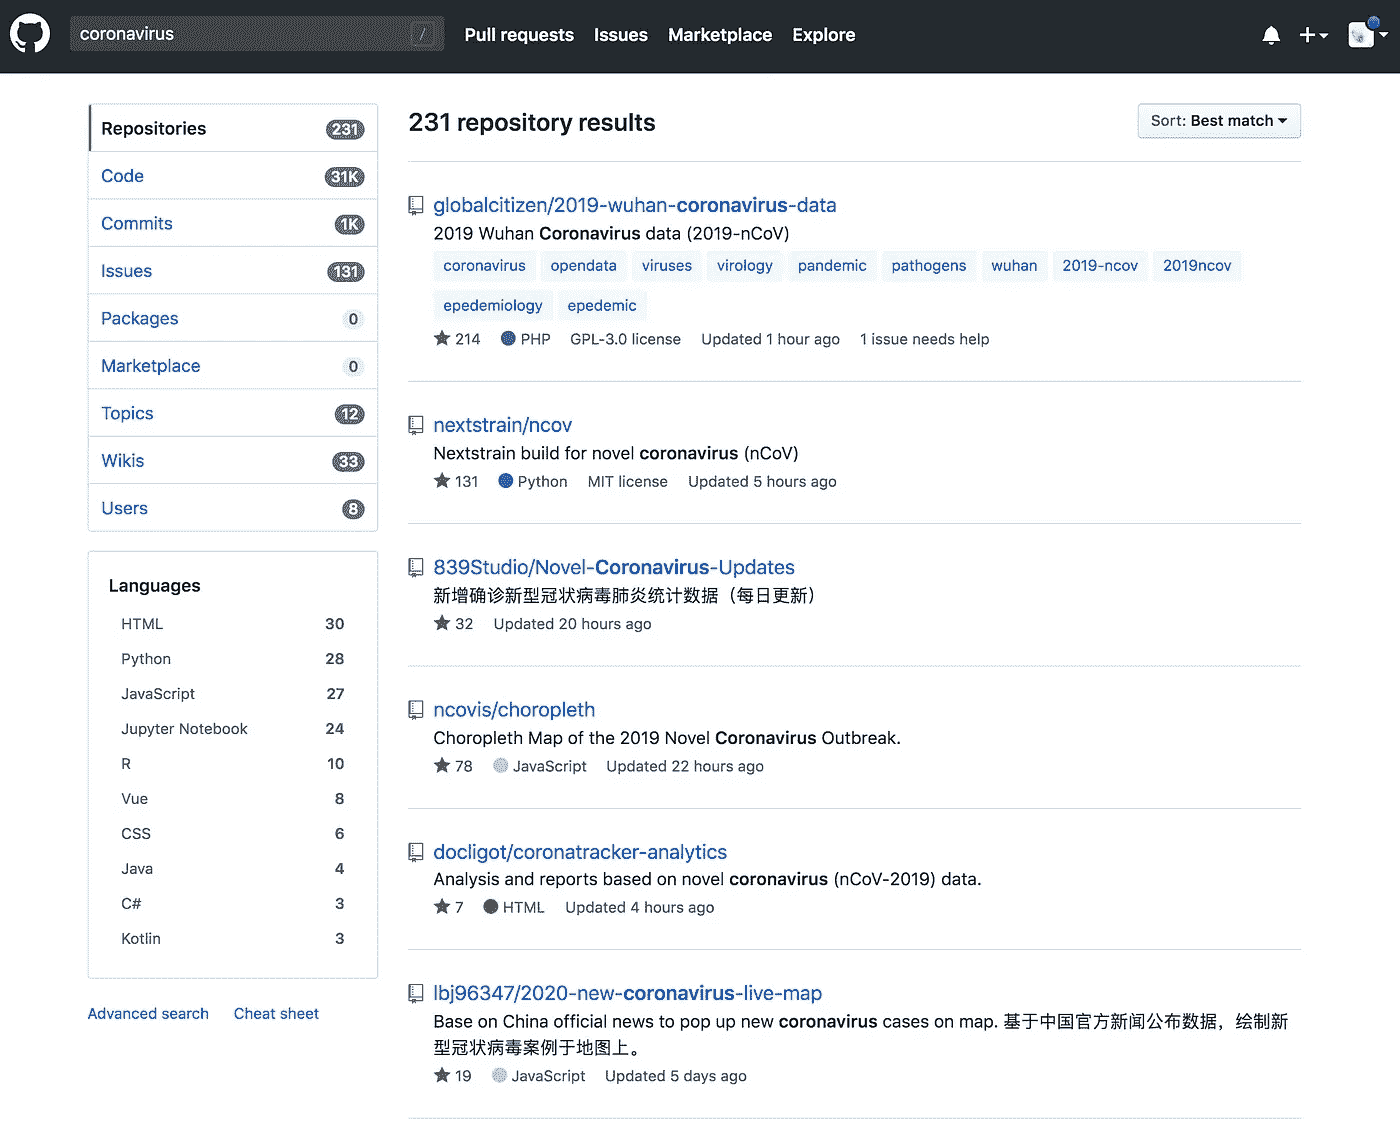 coronavirus /
Pull requests Issues Marketplace Explore
Repositories 231
Code 31K
Commits 1K
Issues 131
Packages 0
Marketplace 0
Topics 12
Wikis 33
Users 8
Languages
HTML 30
Python 28
JavaScript 27
Jupyter Notebook 24
R 10
Vue 8
CSS 6
Java 4
C# 3
Kotlin 3
Advanced search Cheat sheet
231 repository results
Sort: Best match
globalcitizen/2019-wuhan-coronavirus-data
2019 Wuhan Coronavirus data (2019-nCoV)
coronavirus opendata viruses virology pandemic pathogens wuhan 2019-ncov 2019ncov
epedemiology epedemic
214 PHP GPL-3.0 license Updated 1 hour ago 1 issue needs help
nextstrain/ncov
Nextstrain build for novel coronavirus (nCoV)
131 Python MIT license Updated 5 hours ago
839Studio/Novel-Coronavirus-Updates
新增确诊新型冠状病毒肺炎统计数据（每日更新）
32 Updated 20 hours ago
ncovis/choropleth
Choropleth Map of the 2019 Novel Coronavirus Outbreak.
78 JavaScript Updated 22 hours ago
docligot/coronatracker-analytics
Analysis and reports based on novel coronavirus (nCoV-2019) data.
7 HTML Updated 4 hours ago
lbj96347/2020-new-coronavirus-live-map
Base on China official news to pop up new coronavirus cases on map. 基于中国官方新闻公布数据，绘制新
型冠状病毒案例于地图上。
19 JavaScript Updated 5 days ago